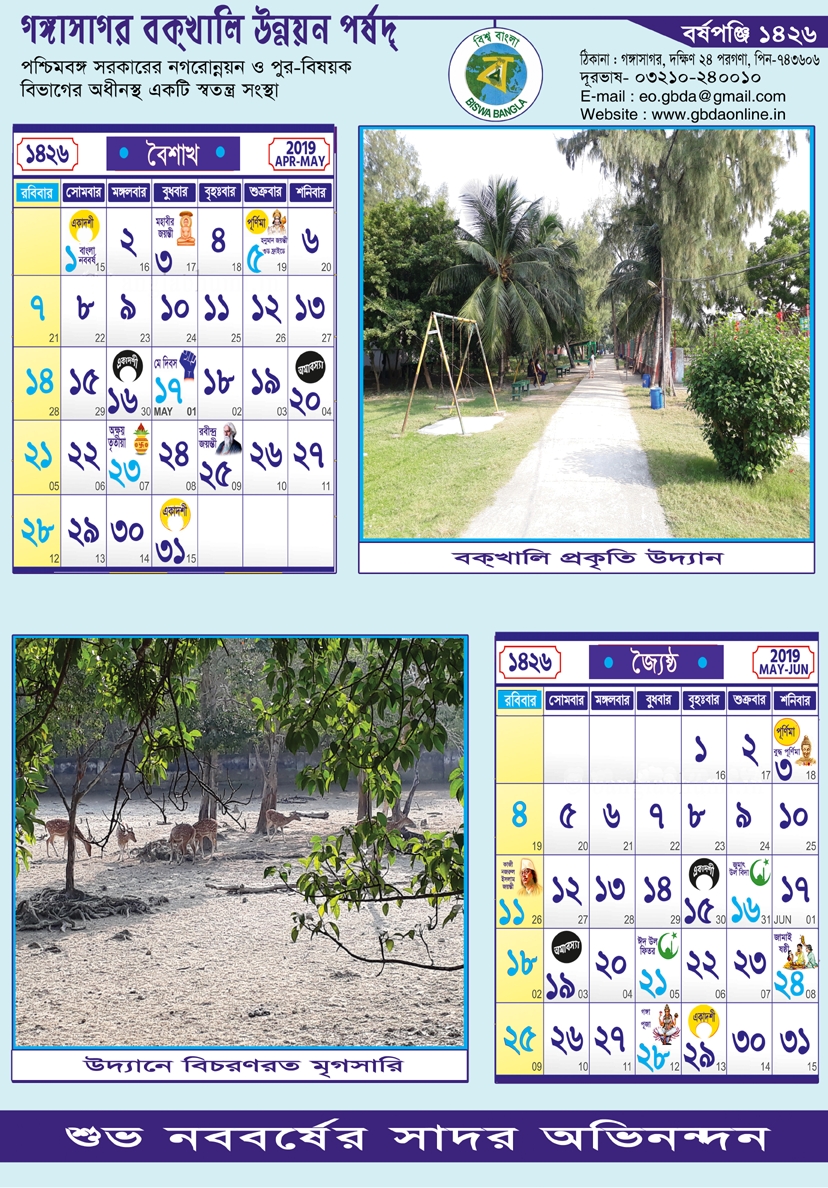 গঙ্গাসাগর বক্‌খালি উন্নয়ন পর্ষদ্
পশ্চিমবঙ্গ সরকারের নগরোন্নয়ন ও পুর-বিষয়ক
বিভাগের অধীনস্থ একটি স্বতন্ত্র সংস্থা
বিশ্ব বাংলা
ব
BISWA BANGLA
বর্ষপঞ্জি ১৪২৬
ঠিকানা : গঙ্গাসাগর, দক্ষিণ ২৪ পরগণা, পিন-৭৪৩৬০৬
দূরভাষ- ০৩২১০-২৪০০১০
E-mail : eo.gbda@gmail.com
Website : www.gbdaonline.in
১৪২৬ • বৈশাখ • 2019 APR-MAY
রবিবার সোমবার মঙ্গলবার বুধবার বৃহঃবার শুক্রবার শনিবার
একাদশী মহাবীর জয়ন্তী পূর্ণিমা হনুমান জয়ন্তী গুড ফ্রাইডে
১ বাংলা নববর্ষ 15 ২ 16 ৩ 17 ৪ 18 ৫ 19 ৬ 20
৭ 21 ৮ 22 ৯ 23 ১০ 24 ১১ 25 ১২ 26 ১৩ 27
একাদশী মে দিবস অমাবস্যা
১৪ 28 ১৫ 29 ১৬ 30 ১৭ MAY 01 ১৮ 02 ১৯ 03 ২০ 04
অক্ষয় তৃতীয়া রবীন্দ্র জয়ন্তী
২১ 05 ২২ 06 ২৩ 07 ২৪ 08 ২৫ 09 ২৬ 10 ২৭ 11
একাদশী
২৮ 12 ২৯ 13 ৩০ 14 ৩১ 15
বক্‌খালি প্রকৃতি উদ্যান
উদ্যানে বিচরণরত মৃগসারি
১৪২৬ • জ্যৈষ্ঠ • 2019 MAY-JUN
রবিবার সোমবার মঙ্গলবার বুধবার বৃহঃবার শুক্রবার শনিবার
পূর্ণিমা বুদ্ধ পূর্ণিমা
১ 16 ২ 17 ৩ 18
৪ 19 ৫ 20 ৬ 21 ৭ 22 ৮ 23 ৯ 24 ১০ 25
কাজী নজরুল ইসলাম জয়ন্তী একাদশী জুমাৎ উল বিদা
১১ 26 ১২ 27 ১৩ 28 ১৪ 29 ১৫ 30 ১৬ 31 ১৭ JUN 01
অমাবস্যা ঈদ উল ফিতর জামাই ষষ্ঠী
১৮ 02 ১৯ 03 ২০ 04 ২১ 05 ২২ 06 ২৩ 07 ২৪ 08
গঙ্গা পূজা একাদশী
২৫ 09 ২৬ 10 ২৭ 11 ২৮ 12 ২৯ 13 ৩০ 14 ৩১ 15
শুভ নববর্ষের সাদর অভিনন্দন